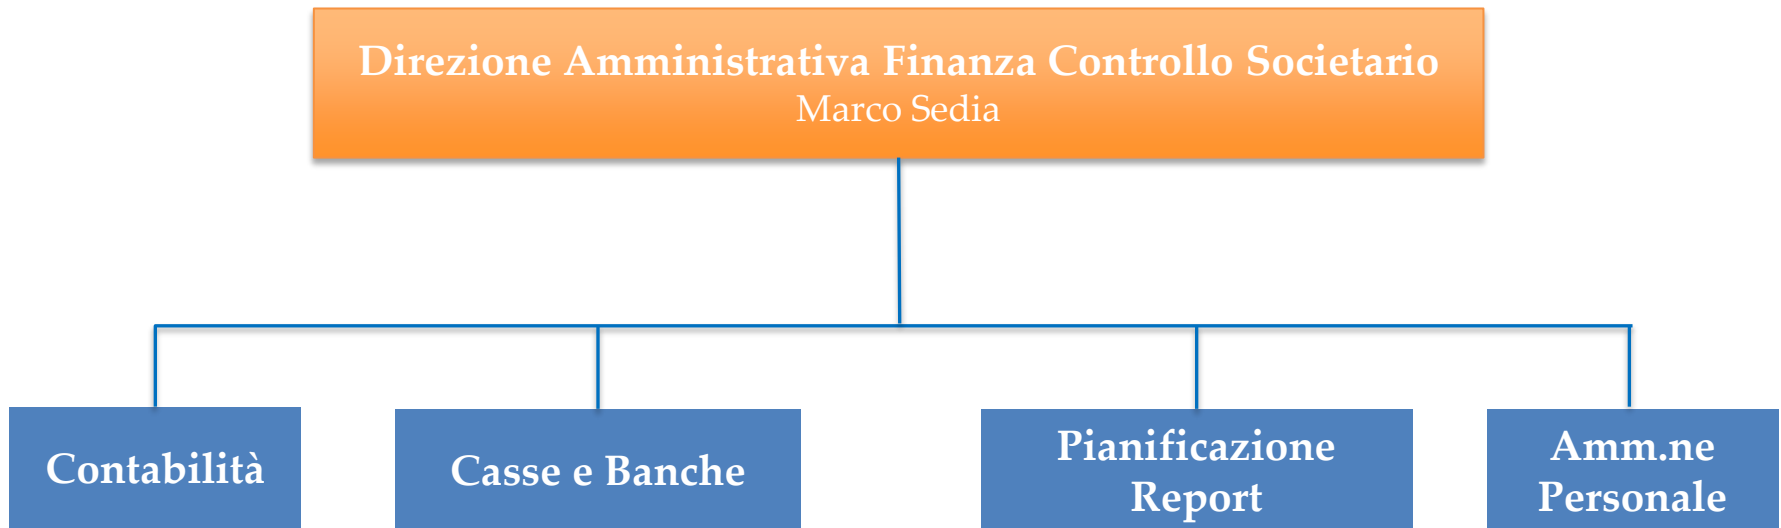 Direzione Amministrativa Finanza Controllo Societario
Marco Sedia
Contabilità
Casse e Banche
Pianificazione
Report
Amm.ne
Personale